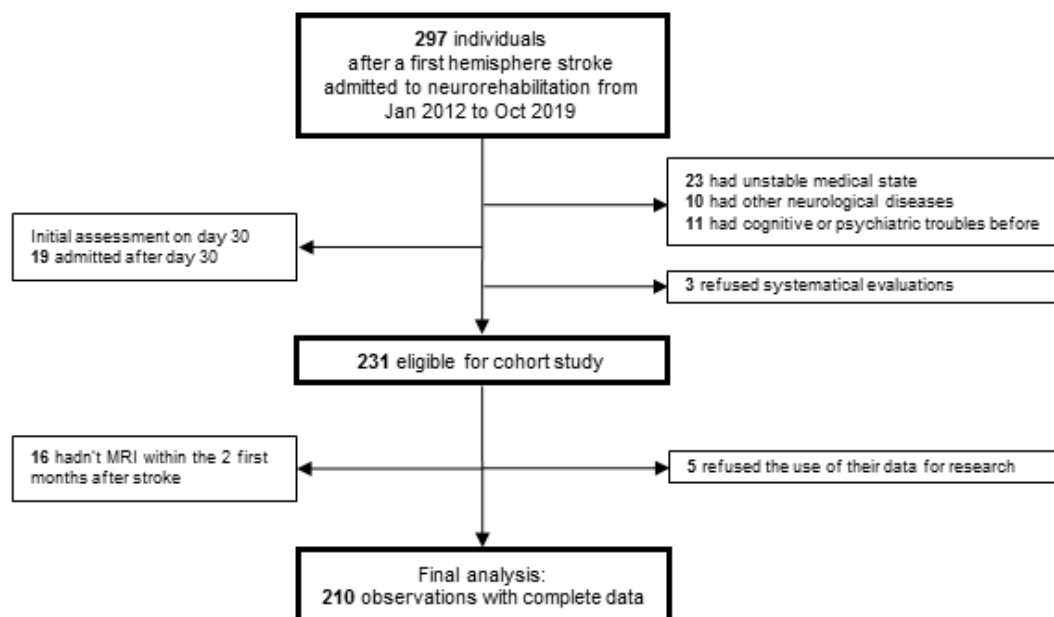 297 individuals
after a first hemisphere stroke
admitted to neurorehabilitation from
Jan 2012 to Oct 2019
23 had unstable medical state
10 had other neurological diseases
11 had cognitive or psychiatric troubles before
Initial assessment on day 30
19 admitted after day 30
3 refused systematical evaluations
231 eligible for cohort study
16 hadn't MRI within the 2 first
months after stroke
5 refused the use of their data for research
Final analysis:
210 observations with complete data